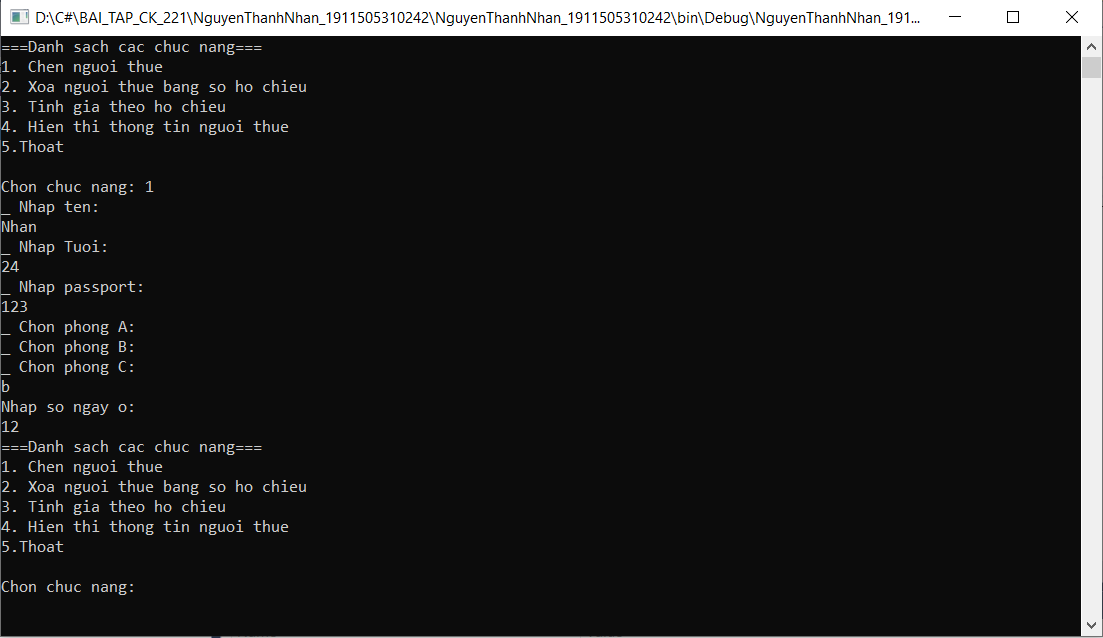 D:\C#\BAI_TAP_CK_221\NguyenThanhNhan_1911505310242\NguyenThanhNhan_1911505310242\bin\Debug\NguyenThanhNhan_191...
===Danh sach cac chuc nang===
1. Chen nguoi thue
2. Xoa nguoi thue bang so ho chieu
3. Tinh gia theo ho chieu
4. Hien thi thong tin nguoi thue
5.Thoat
Chon chuc nang: 1
_ Nhap ten:
Nhan
_ Nhap Tuoi:
24
_ Nhap passport:
123
_ Chon phong A:
_ Chon phong B:
_ Chon phong C:
b
Nhap so ngay o:
12
===Danh sach cac chuc nang===
1. Chen nguoi thue
2. Xoa nguoi thue bang so ho chieu
3. Tinh gia theo ho chieu
4. Hien thi thong tin nguoi thue
5.Thoat
Chon chuc nang: